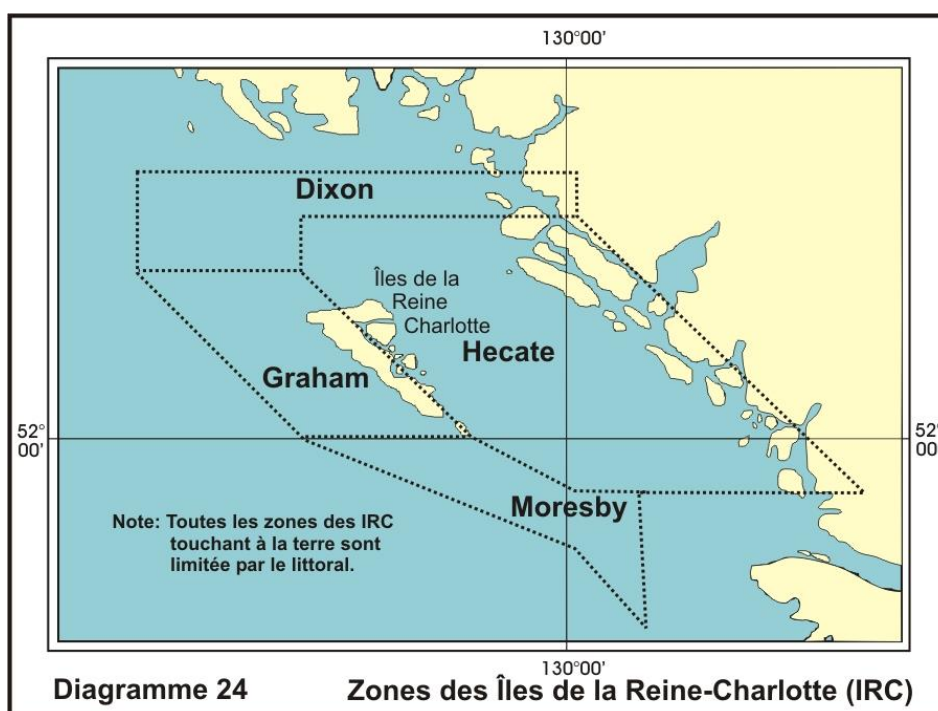 130°00'
Dixon
Îles de la
Reine
Charlotte
Hecate
Graham
52°
00'
52°
00'
Moresby
Note: Toutes les zones des IRC
touchant à la terre sont
limitée par le littoral.
130°00'
Diagramme 24
Zones des Îles de la Reine-Charlotte (IRC)